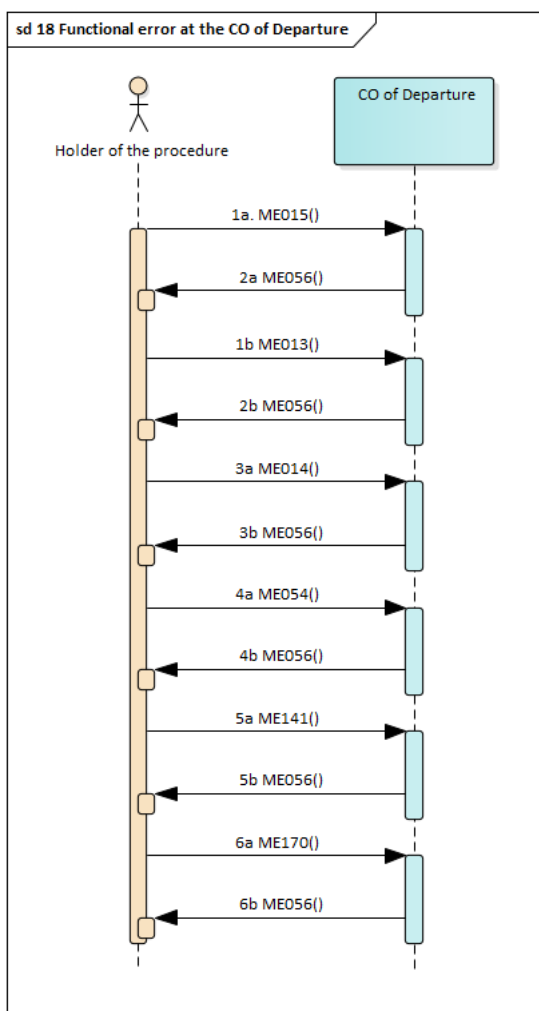 sd 18 Functional error at the CO of Departure
CO of Departure
Holder of the procedure
1a. ME015()
2a ME056()
1b ME013()
2b ME056()
3a ME014()
3b ME056()
4a ME054()
4b ME056()
5a ME141()
5b ME056()
6a ME170()
6b ME056()